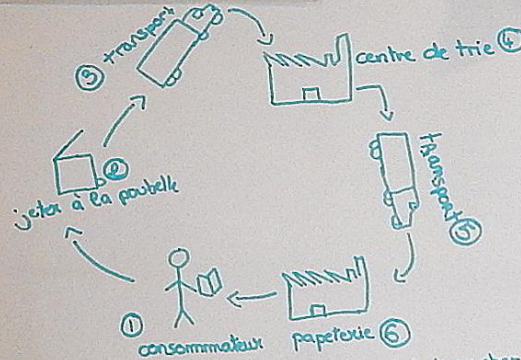 ③ transport
centre de trie ④
② 
jeter à la poubelle
transport ⑤
① consommateur
papeterie ⑥